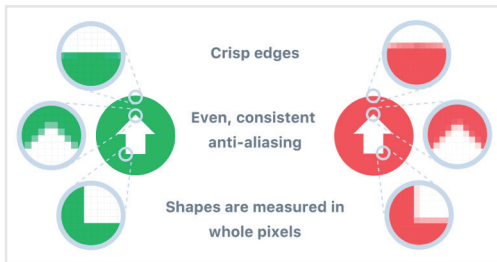 Crisp edges
Even, consistent
anti-aliasing
Shapes are measured in
whole pixels